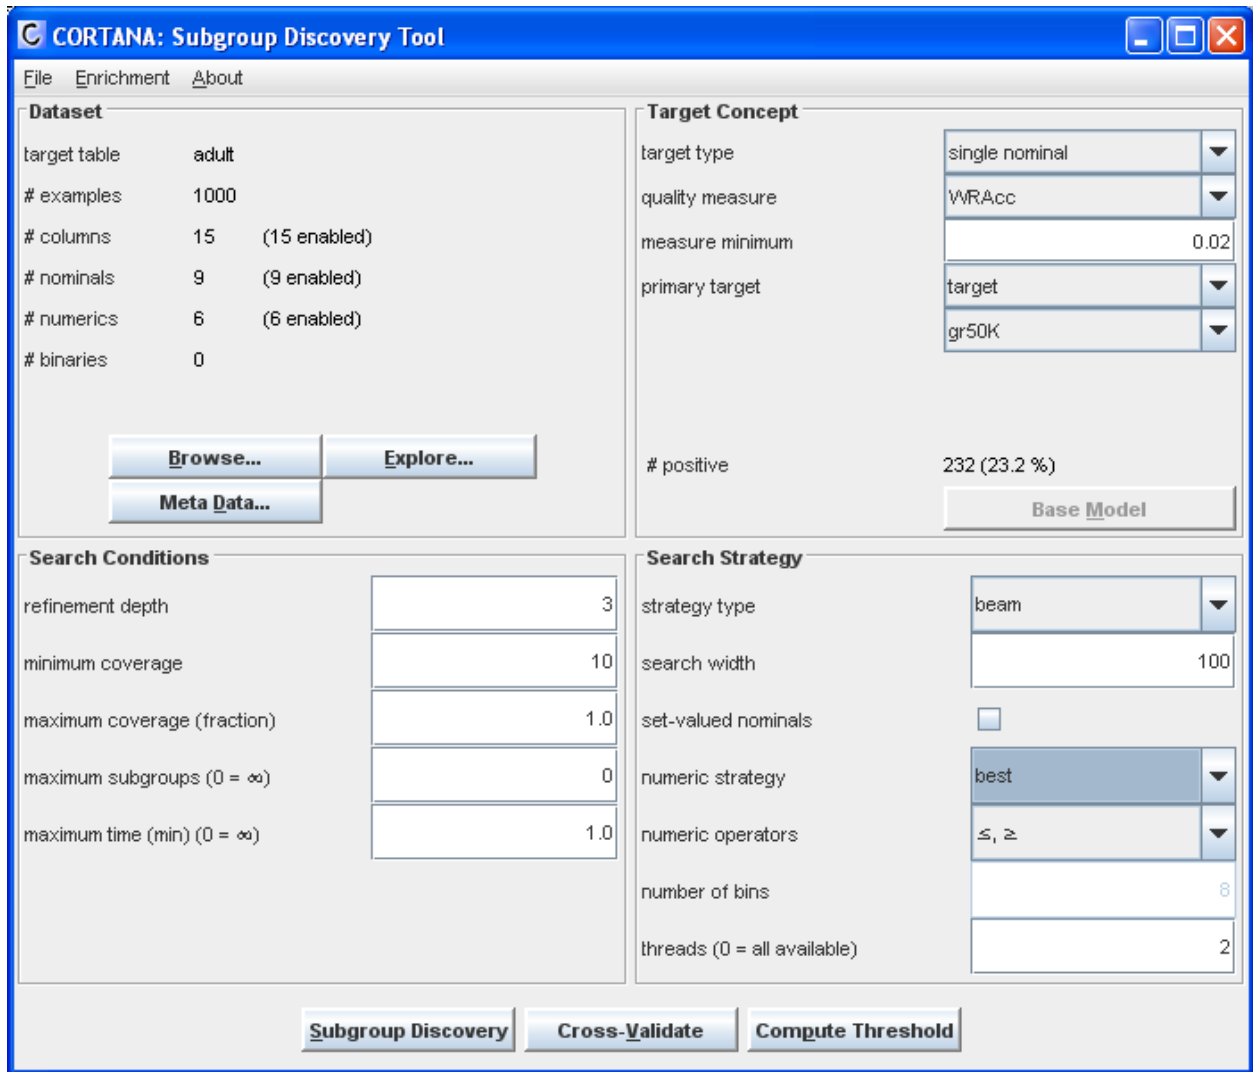 CORTANA: Subgroup Discovery Tool
File Enrichment About
Dataset
target table adult
# examples 1000
# columns 15 (15 enabled)
# nominals 9 (9 enabled)
# numerics 6 (6 enabled)
# binaries 0
Browse... Explore...
Meta Data...
Target Concept
target type single nominal
quality measure WRAcc
measure minimum 0.02
primary target target
gr50K
# positive 232 (23.2 %)
Base Model
Search Conditions
refinement depth 3
minimum coverage 10
maximum coverage (fraction) 1.0
maximum subgroups (0 = ∞) 0
maximum time (min) (0 = ∞) 1.0
Search Strategy
strategy type beam
search width 100
set-valued nominals
numeric strategy best
numeric operators ≤, ≥
number of bins 8
threads (0 = all available) 2
Subgroup Discovery Cross-Validate Compute Threshold